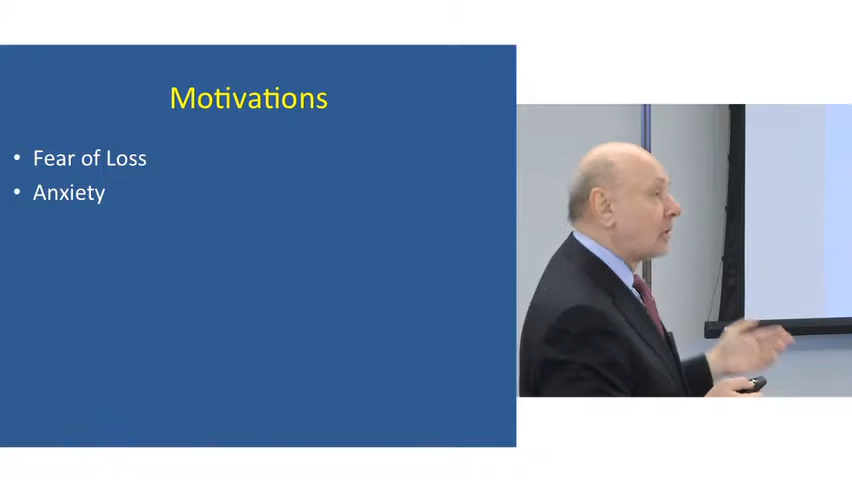 Motivations
• Fear of Loss
• Anxiety